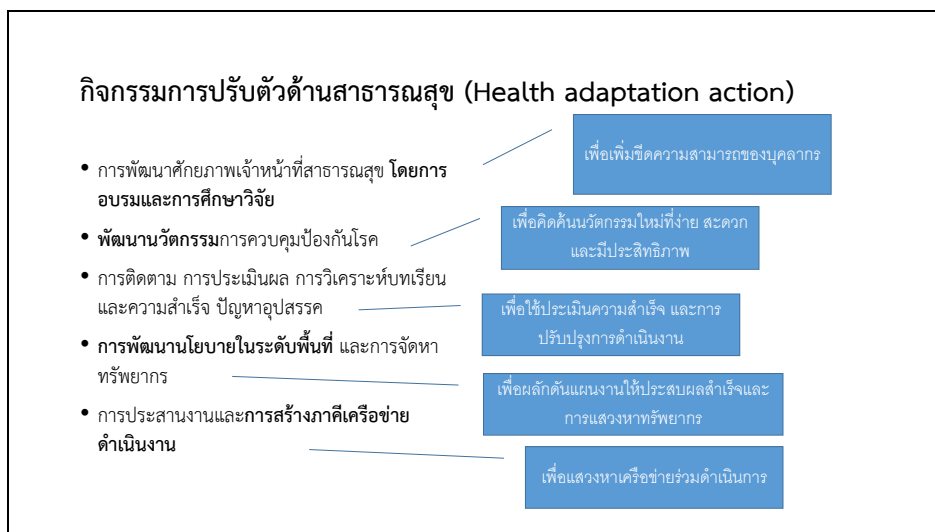 กิจกรรมการปรับตัวด้านสาธารณสุข (Health adaptation action)
• การพัฒนาศักยภาพเจ้าหน้าที่สาธารณสุข โดยการ
อบรมและการศึกษาวิจัย
เพื่อเพิ่มขีดความสามารถของบุคลากร
• พัฒนานวัตกรรมการควบคุมป้องกันโรค
เพื่อคิดค้นนวัตกรรมใหม่ที่ง่าย สะดวก
และมีประสิทธิภาพ
• การติดตาม การประเมินผล การวิเคราะห์บทเรียน
และความสำเร็จ ปัญหาอุปสรรค
เพื่อใช้ประเมินความสำเร็จ และการ
ปรับปรุงการดำเนินงาน
• การพัฒนานโยบายในระดับพื้นที่ และการจัดหา
ทรัพยากร
เพื่อผลักดันแผนงานให้ประสบผลสำเร็จและ
การแสวงหาทรัพยากร
• การประสานงานและการสร้างภาคีเครือข่าย
ดำเนินงาน
เพื่อแสวงหาเครือข่ายร่วมดำเนินการ